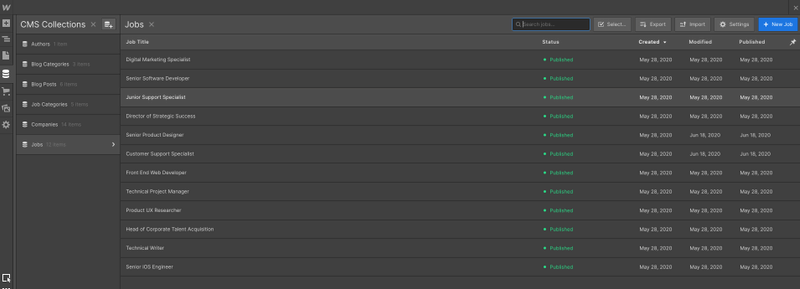 CMS Collections
Authors 1 item
Blog Categories 3 items
Blog Posts 6 items
Job Categories 5 items
Companies 14 items
Jobs 12 items
Jobs
Search jobs...
Select...
Export
Import
Settings
+ New Job
Job Title Status Created Modified Published
Digital Marketing Specialist Published May 28, 2020 May 28, 2020 May 28, 2020
Senior Software Developer Published May 28, 2020 May 28, 2020 May 28, 2020
Junior Support Specialist Published May 28, 2020 May 28, 2020 May 28, 2020
Director of Strategic Success Published May 28, 2020 May 28, 2020 May 28, 2020
Senior Product Designer Published May 28, 2020 Jun 18, 2020 Jun 18, 2020
Customer Support Specialist Published May 28, 2020 Jun 18, 2020 Jun 18, 2020
Front End Web Developer Published May 28, 2020 May 28, 2020 May 28, 2020
Technical Project Manager Published May 28, 2020 May 28, 2020 May 28, 2020
Product UX Researcher Published May 28, 2020 May 28, 2020 May 28, 2020
Head of Corporate Talent Acquisition Published May 28, 2020 May 28, 2020 May 28, 2020
Technical Writer Published May 28, 2020 May 28, 2020 May 28, 2020
Senior iOS Engineer Published May 28, 2020 May 28, 2020 May 28, 2020